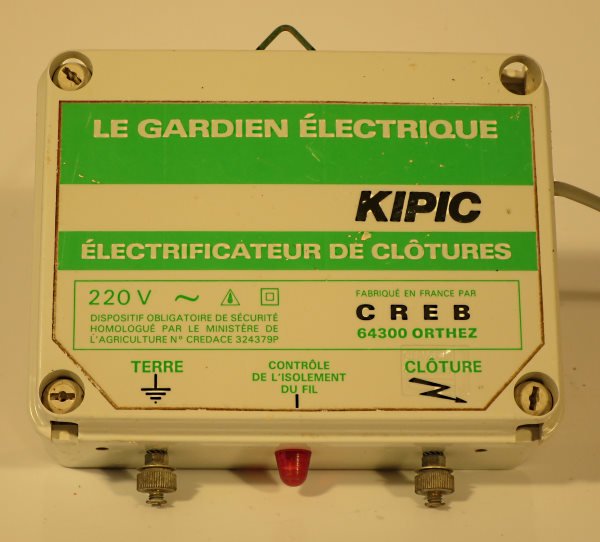 LE GARDIEN ÉLECTRIQUE
KIPIC
ÉLECTRIFICATEUR DE CLÔTURES
220 V ~
DISPOSITIF OBLIGATOIRE DE SÉCURITÉ
HOMOLOGUÉ PAR LE MINISTÈRE DE
L'AGRICULTURE N° CREDACE 324379P
FABRIQUÉ EN FRANCE PAR
CREB
64300 ORTHEZ
TERRE
CONTRÔLE
DE L'ISOLEMENT
DU FIL
CLÔTURE